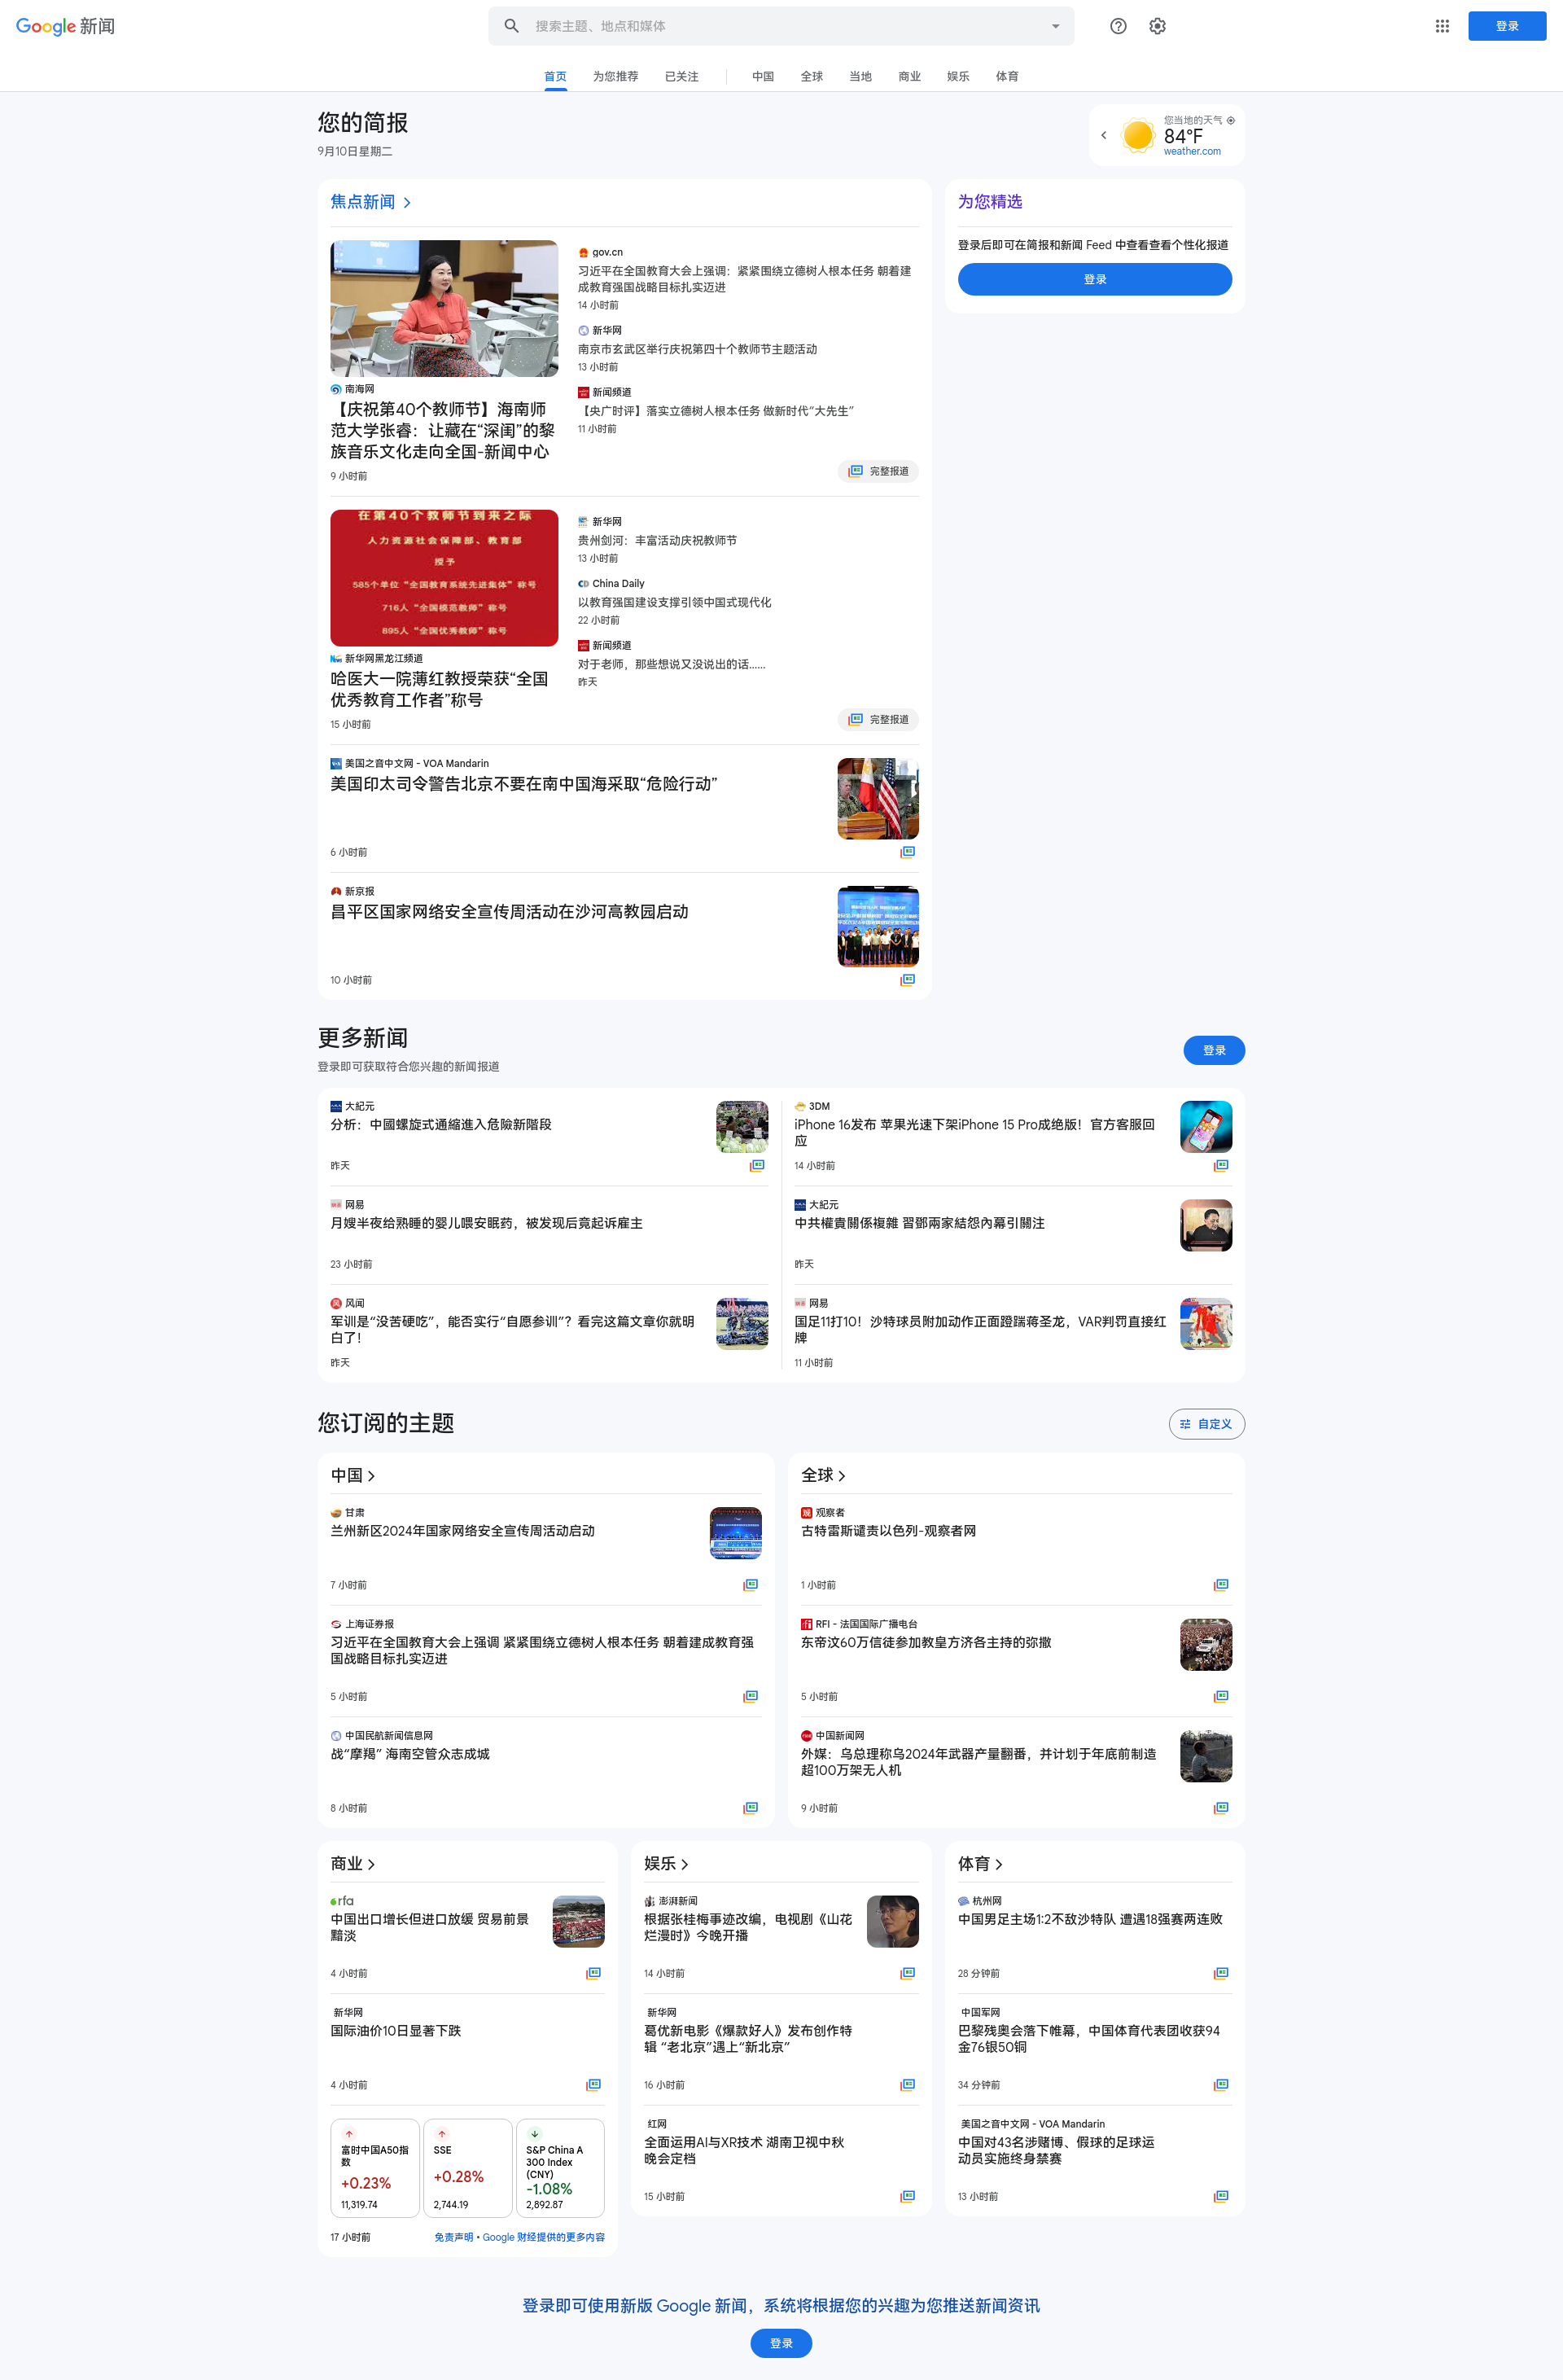 Google 新闻
搜索主题、地点和媒体
登录
首页
为您推荐
已关注
中国
全球
当地
商业
娱乐
体育
您的简报
9月10日星期二
您当地的天气
84°F
weather.com
焦点新闻
南海网
【庆祝第40个教师节】海南师
范大学张睿：让藏在“深闺”的黎
族音乐文化走向全国-新闻中心
9 小时前
gov.cn
习近平在全国教育大会上强调：紧紧围绕立德树人根本任务 朝着建
成教育强国战略目标扎实迈进
14 小时前
新华网
南京市玄武区举行庆祝第四十个教师节主题活动
13 小时前
新闻频道
【央广时评】落实立德树人根本任务 做新时代“大先生”
11 小时前
完整报道
为您精选
登录后即可在简报和新闻 Feed 中查看查看个性化报道
登录
在第40个教师节到来之际
人力资源社会保障部、教育部
授予
585个单位“全国教育系统先进集体”称号
716人“全国模范教师”称号
895人“全国优秀教师”称号
新华网黑龙江频道
哈医大一院薄红教授荣获“全国
优秀教育工作者”称号
15 小时前
新华网
贵州剑河：丰富活动庆祝教师节
13 小时前
China Daily
以教育强国建设支撑引领中国式现代化
22 小时前
新闻频道
对于老师，那些想说又没说出的话……
昨天
完整报道
美国之音中文网 - VOA Mandarin
美国印太司令警告北京不要在南中国海采取“危险行动”
6 小时前
新京报
昌平区国家网络安全宣传周活动在沙河高教园启动
10 小时前
更多新闻
登录即可获取符合您兴趣的新闻报道
登录
大紀元
分析：中國螺旋式通縮進入危險新階段
昨天
网易
月嫂半夜给熟睡的婴儿喂安眠药，被发现后竟起诉雇主
23 小时前
风闻
军训是“没苦硬吃”，能否实行“自愿参训”？看完这篇文章你就明
白了！
昨天
3DM
iPhone 16发布 苹果光速下架iPhone 15 Pro成绝版！官方客服回
应
14 小时前
大紀元
中共權貴關係複雜 習鄧兩家結怨內幕引關注
昨天
网易
国足11打10！沙特球员附加动作正面蹬踹蒋圣龙，VAR判罚直接红
牌
11 小时前
您订阅的主题
自定义
中国
甘肃
兰州新区2024年国家网络安全宣传周活动启动
7 小时前
上海证券报
习近平在全国教育大会上强调 紧紧围绕立德树人根本任务 朝着建成教育强
国战略目标扎实迈进
5 小时前
中国民航新闻信息网
战“摩羯” 海南空管众志成城
8 小时前
全球
观察者
古特雷斯谴责以色列-观察者网
1 小时前
RFI - 法国国际广播电台
东帝汶60万信徒参加教皇方济各主持的弥撒
5 小时前
中国新闻网
外媒：乌总理称乌2024年武器产量翻番，并计划于年底前制造
超100万架无人机
9 小时前
商业
rfa
中国出口增长但进口放缓 贸易前景
黯淡
4 小时前
新华网
国际油价10日显著下跌
4 小时前
富时中国A50指
数
+0.23%
11,319.74
SSE
+0.28%
2,744.19
S&P China A
300 Index
(CNY)
-1.08%
2,892.87
17 小时前
免责声明 • Google 财经提供的更多内容
娱乐
澎湃新闻
根据张桂梅事迹改编，电视剧《山花
烂漫时》今晚开播
14 小时前
新华网
葛优新电影《爆款好人》发布创作特
辑 “老北京”遇上“新北京”
16 小时前
红网
全面运用AI与XR技术 湖南卫视中秋
晚会定档
15 小时前
体育
杭州网
中国男足主场1:2不敌沙特队 遭遇18强赛两连败
28 分钟前
中国军网
巴黎残奥会落下帷幕，中国体育代表团收获94
金76银50铜
34 分钟前
美国之音中文网 - VOA Mandarin
中国对43名涉赌博、假球的足球运
动员实施终身禁赛
13 小时前
登录即可使用新版 Google 新闻，系统将根据您的兴趣为您推送新闻资讯
登录